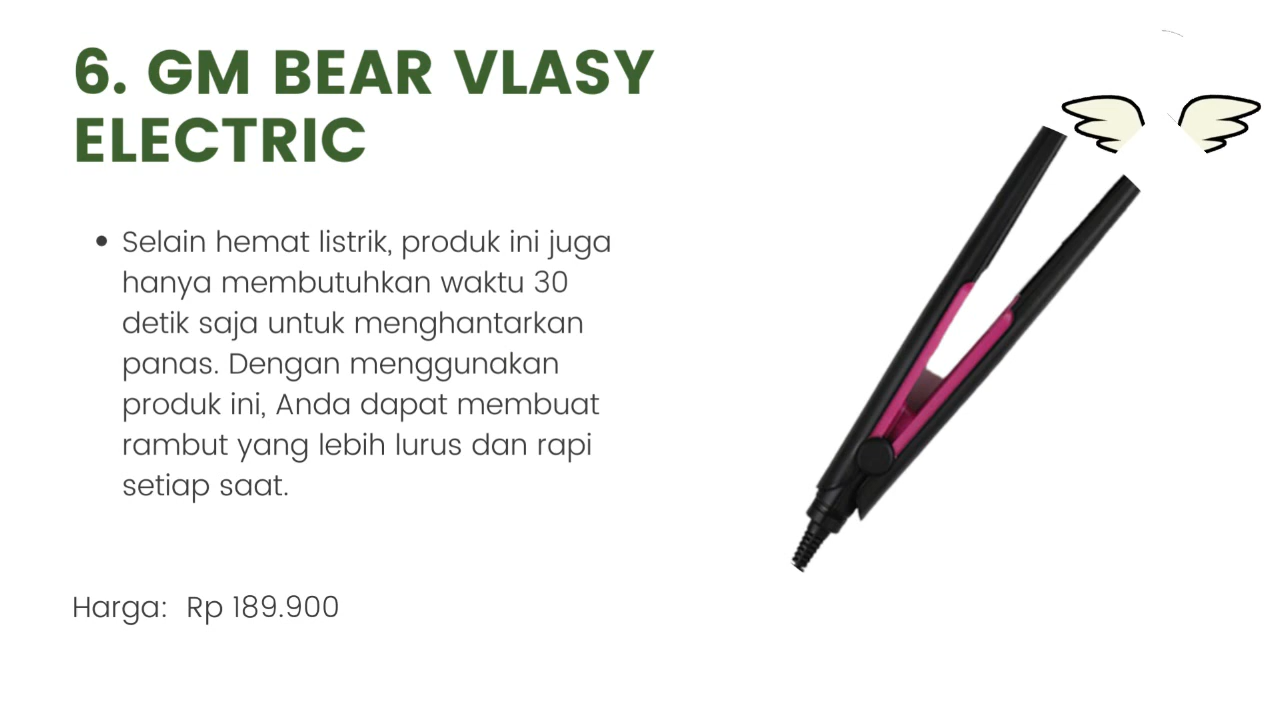 6. GM BEAR VLASY
ELECTRIC
• Selain hemat listrik, produk ini juga
hanya membutuhkan waktu 30
detik saja untuk menghantarkan
panas. Dengan menggunakan
produk ini, Anda dapat membuat
rambut yang lebih lurus dan rapi
setiap saat.
Harga: Rp 189.900